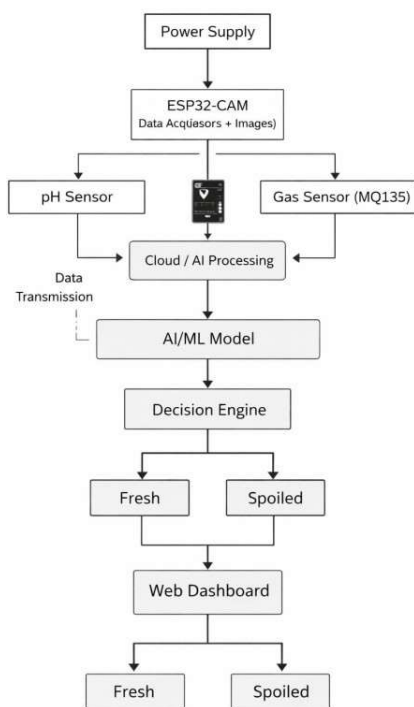 Power Supply
ESP32-CAM
Data Acquisors + Images)
pH Sensor
Gas Sensor (MQ135)
Cloud / AI Processing
Data
Transmission
AI/ML Model
Decision Engine
Fresh
Spoiled
Web Dashboard
Fresh
Spoiled